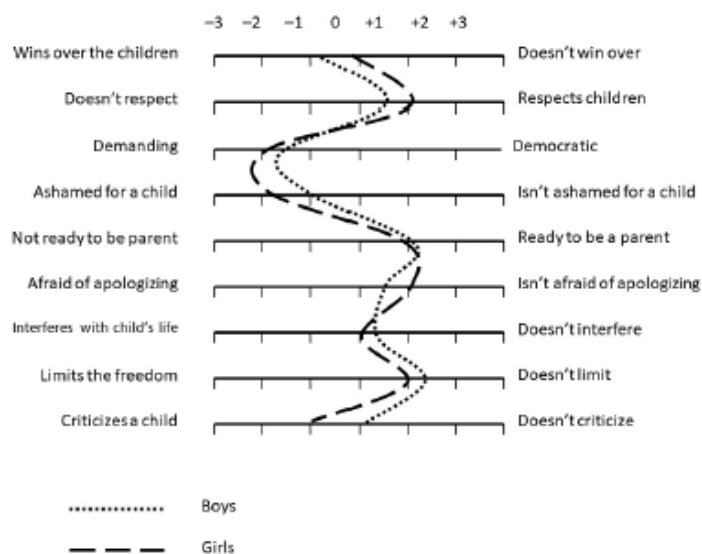 −3 −2 −1 0 +1 +2 +3
Wins over the children Doesn't win over
Doesn't respect Respects children
Demanding Democratic
Ashamed for a child Isn't ashamed for a child
Not ready to be parent Ready to be a parent
Afraid of apologizing Isn't afraid of apologizing
Interferes with child's life Doesn't interfere
Limits the freedom Doesn't limit
Criticizes a child Doesn't criticize
Boys
Girls